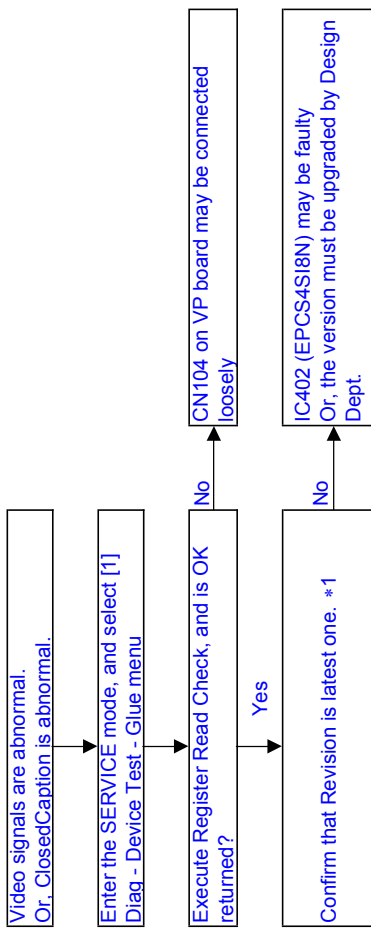 Video signals are abnormal.
Or, ClosedCaption is abnormal.
Enter the SERVICE mode, and select [1]
Diag - Device Test - Glue menu
Execute Register Read Check, and is OK
returned?
No
CN104 on VP board may be connected
loosely
Yes
Confirm that Revision is latest one. *1
No
IC402 (EPCS4SI8N) may be faulty
Or, the version must be upgraded by Design
Dept.